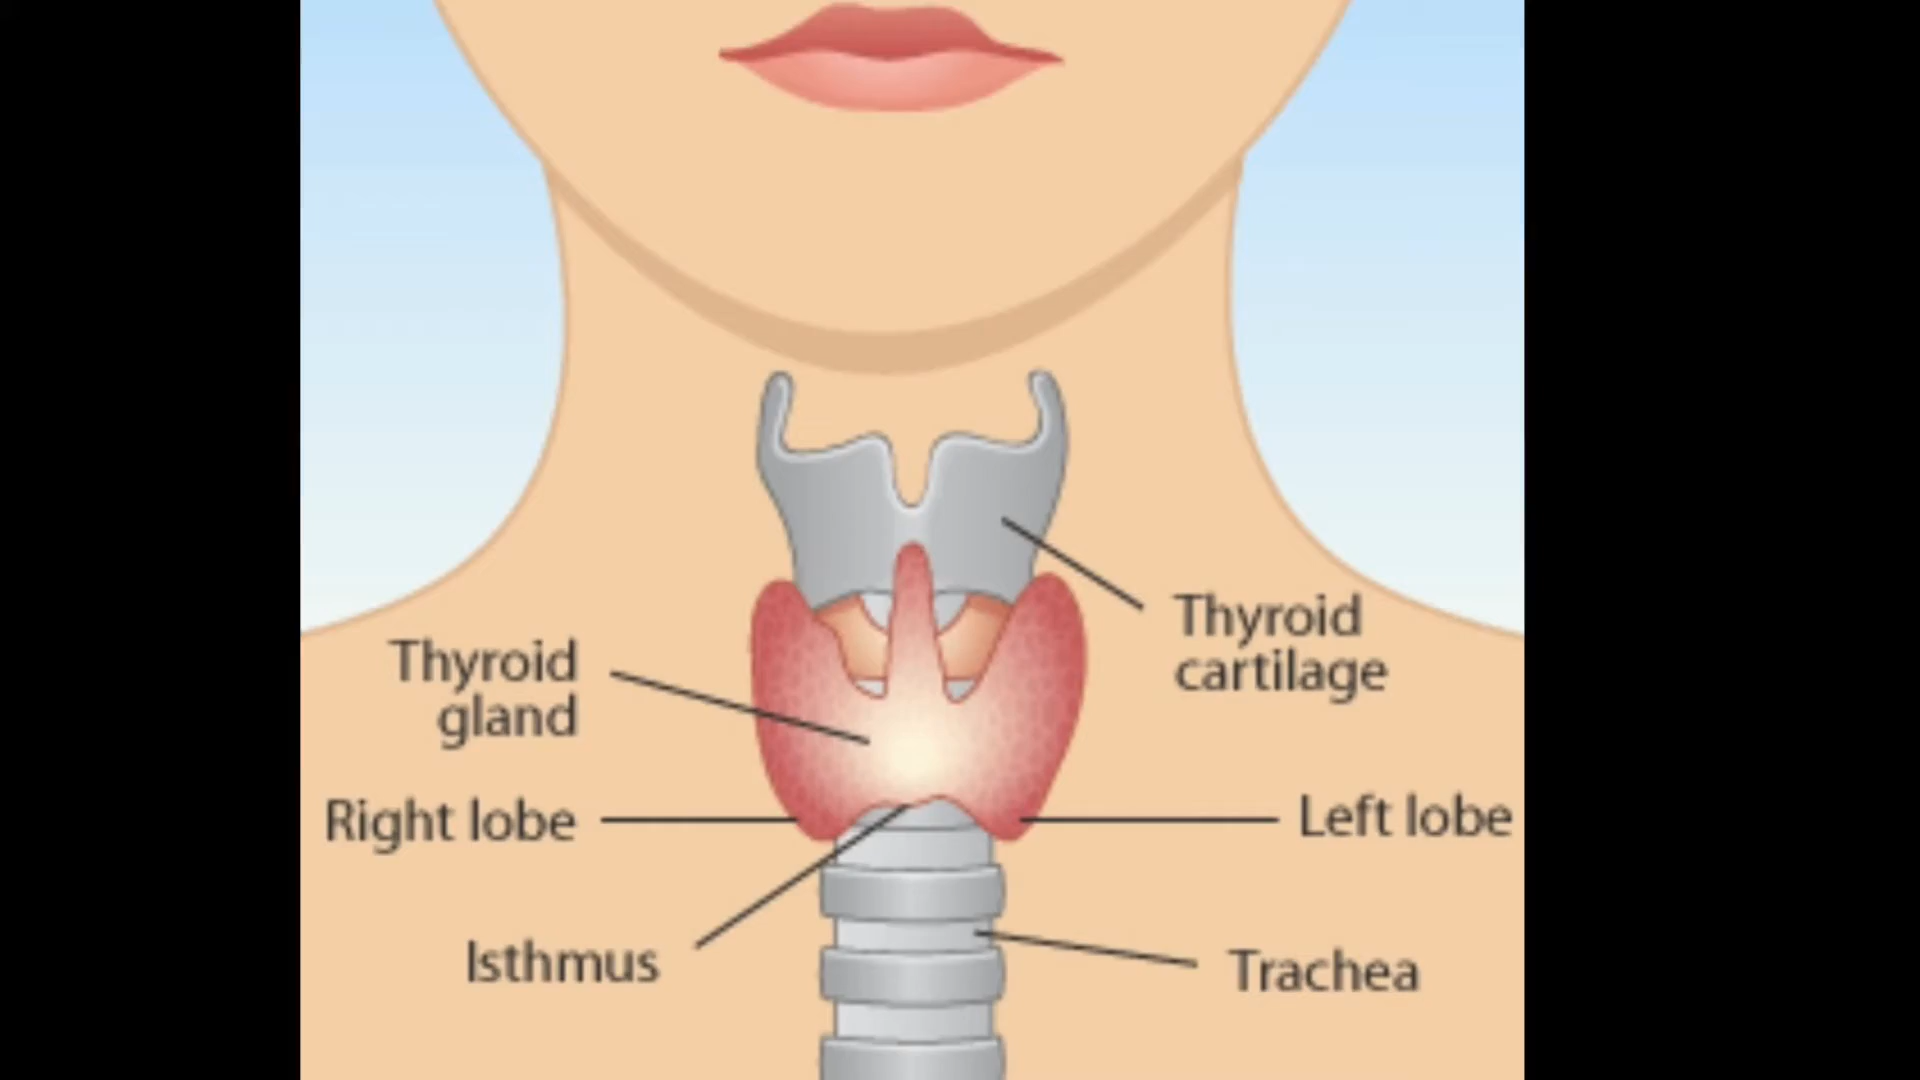 Thyroid
cartilage
Thyroid
gland
Right lobe
Left lobe
Isthmus
Trachea